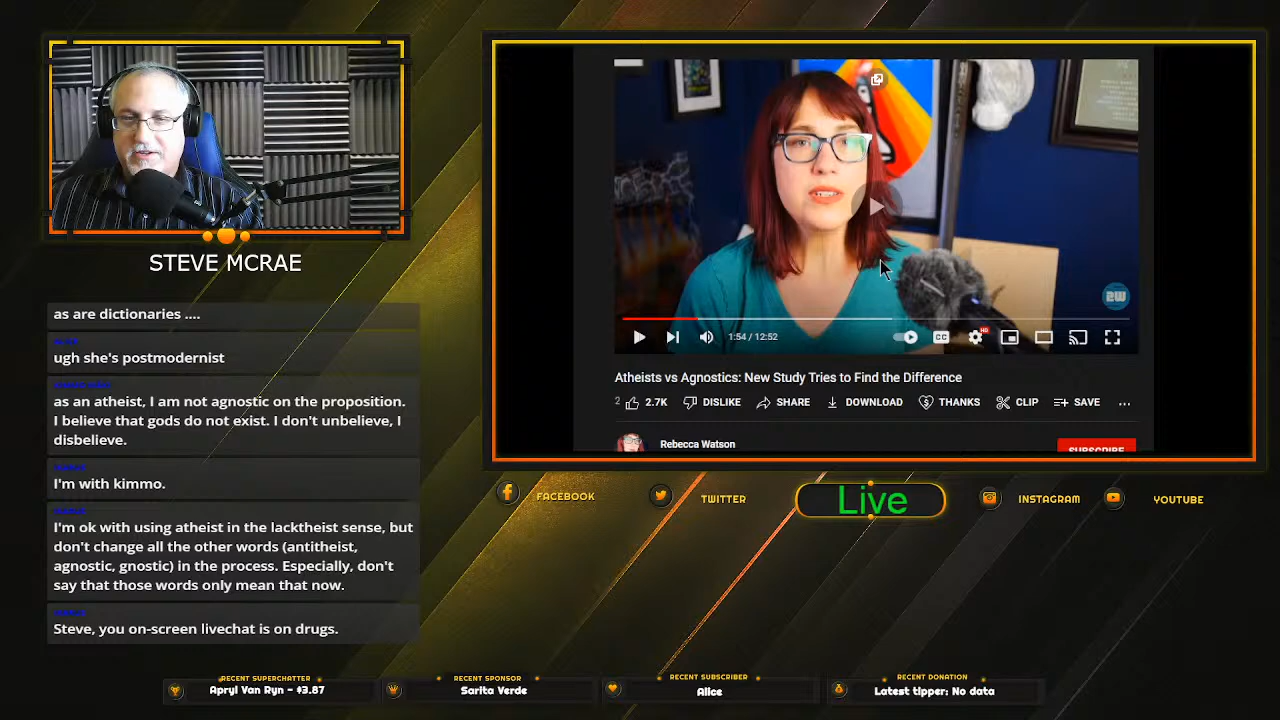 STEVE MCRAE
as are dictionaries ....
ugh she's postmodernist
as an atheist, I am not agnostic on the proposition.
I believe that gods do not exist. I don't unbelieve, I
disbelieve.
I'm with kimmo.
I'm ok with using atheist in the lacktheist sense, but
don't change all the other words (antitheist,
agnostic, gnostic) in the process. Especially, don't
say that those words only mean that now.
Steve, you on-screen livechat is on drugs.
1:54 / 12:52
CC
HD
Atheists vs Agnostics: New Study Tries to Find the Difference
2 2.7K DISLIKE SHARE DOWNLOAD THANKS CLIP SAVE ...
Rebecca Watson
SUBSCRIBE
FACEBOOK
TWITTER
Live
INSTAGRAM
YOUTUBE
RECENT SUPERCHATTER
Apryl Van Ryn - $3.87
RECENT SPONSOR
Sarita Verde
RECENT SUBSCRIBER
Alice
RECENT DONATION
Latest tipper: No data